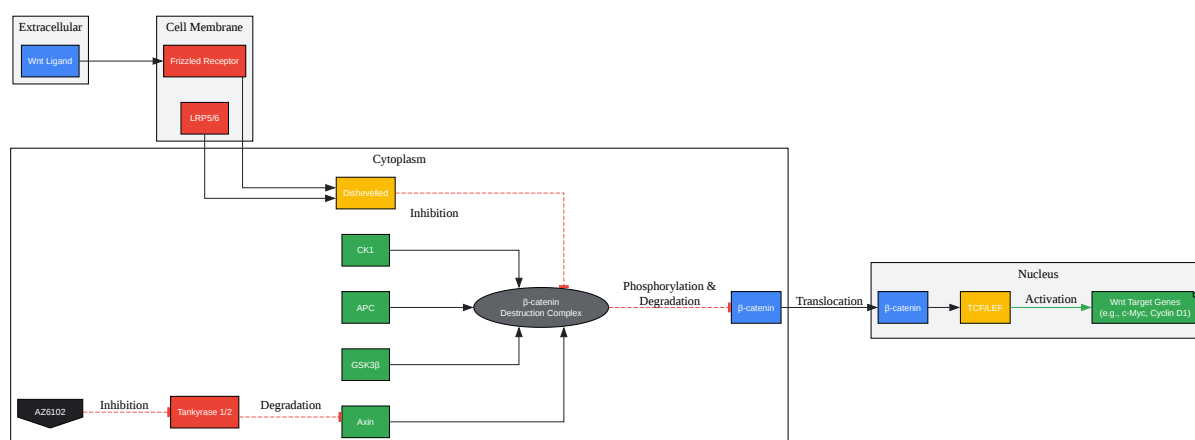 Extracellular
Wnt Ligand
Cell Membrane
Frizzled Receptor
LRP5/6
Cytoplasm
Dishevelled
Inhibition
CK1
APC
GSK3β
β-catenin
Destruction Complex
Phosphorylation &
Degradation
β-catenin
Translocation
Nucleus
β-catenin
TCF/LEF
Activation
Wnt Target Genes
(e.g., c-Myc, Cyclin D1)
AZ6102
Inhibition
Tankyrase 1/2
Degradation
Axin